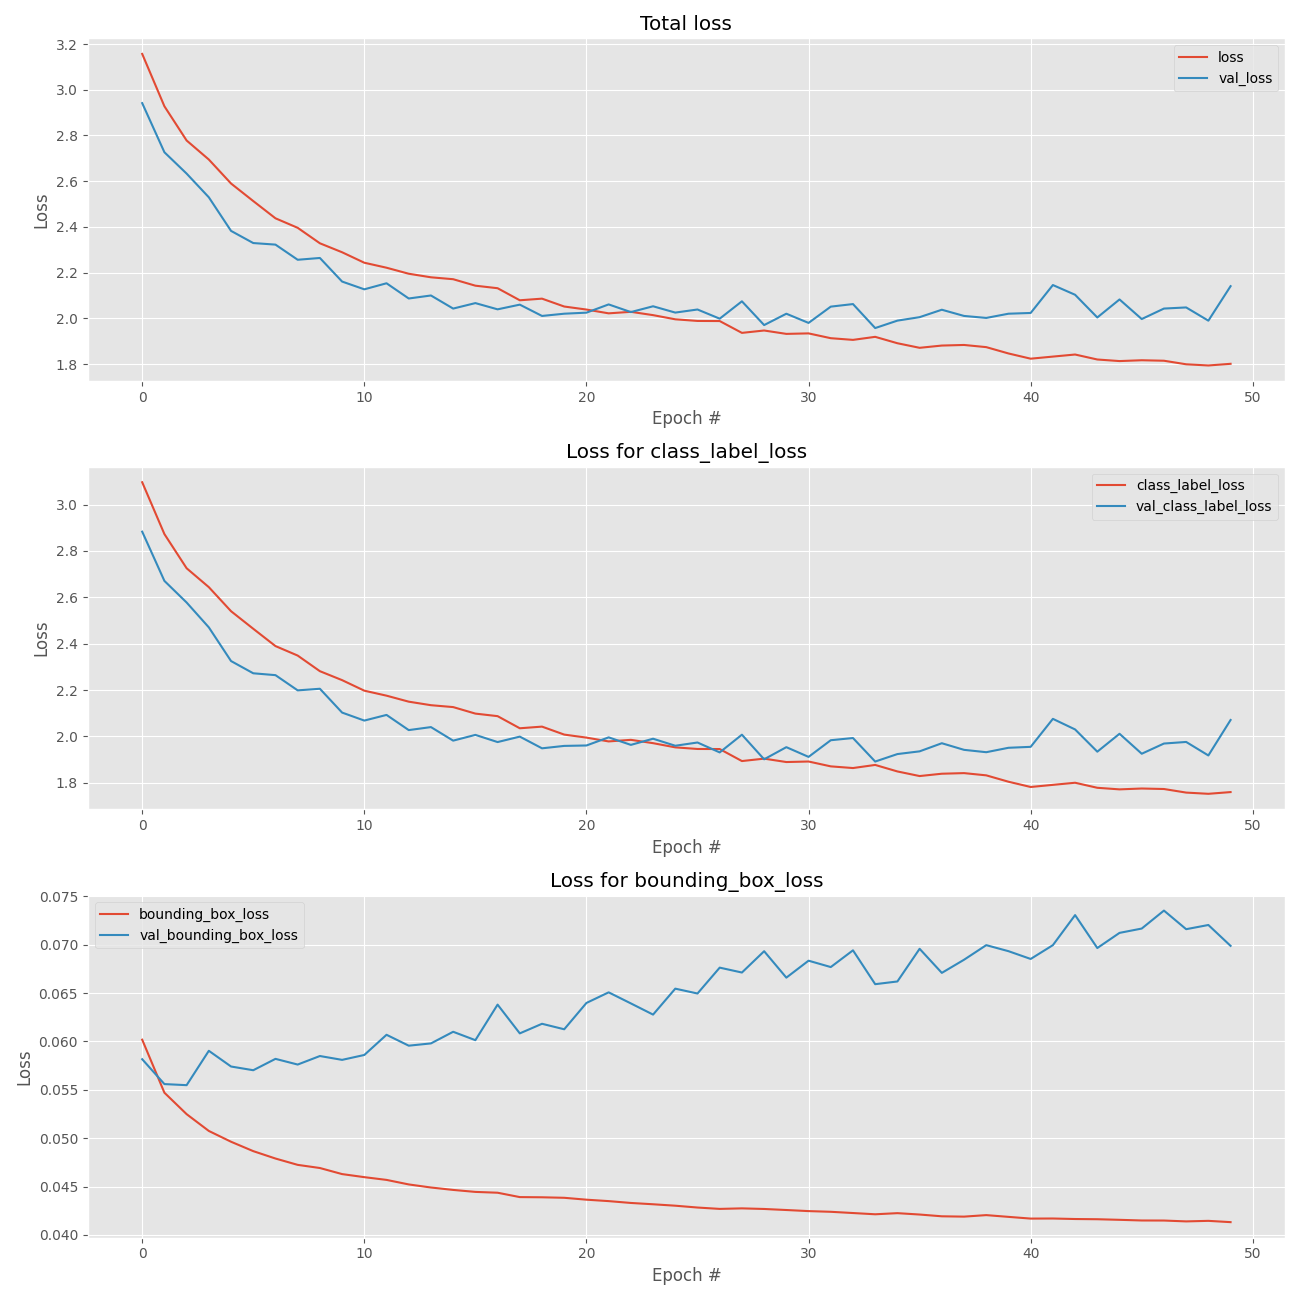 Total loss
3.2
3.0
2.8
2.6
2.4
2.2
2.0
1.8
Loss
loss
val_loss
0 10 20 30 40 50
Epoch #
Loss for class_label_loss
3.0
2.8
2.6
2.4
2.2
2.0
1.8
Loss
class_label_loss
val_class_label_loss
0 10 20 30 40 50
Epoch #
Loss for bounding_box_loss
0.075
0.070
0.065
0.060
0.055
0.050
0.045
0.040
Loss
bounding_box_loss
val_bounding_box_loss
0 10 20 30 40 50
Epoch #